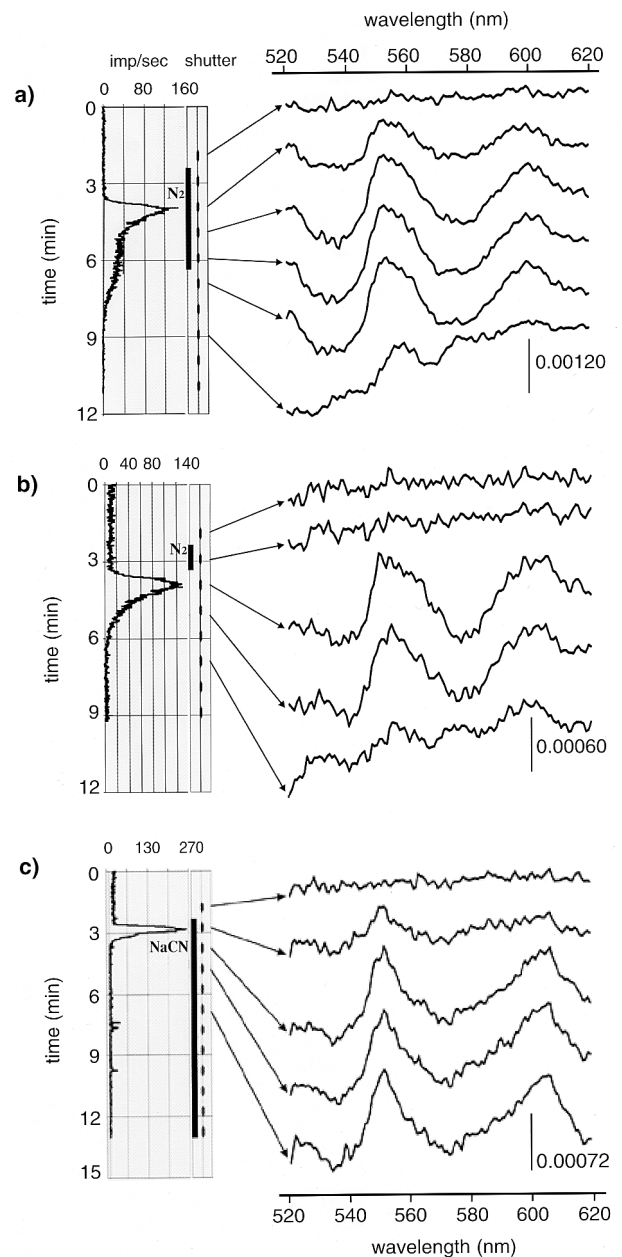 wavelength (nm)
520 540 560 580 600 620
imp/sec shutter
a)
0 40 80 160
0
3
6
9
12
time (min)
N2
0.00120
b)
0 40 80 140
0
3
6
9
12
time (min)
N2
0.00060
c)
0 130 270
0
3
6
9
12
15
time (min)
NaCN
0.00072
520 540 560 580 600 620
wavelength (nm)